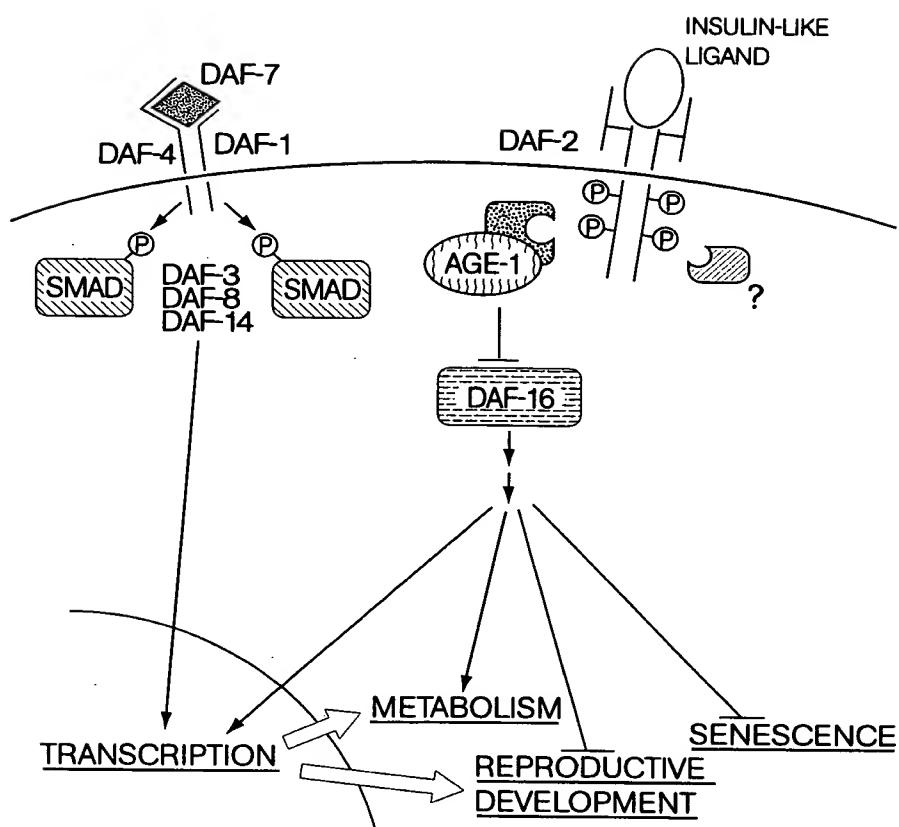 INSULIN-LIKE
LIGAND
DAF-7
DAF-4
DAF-1
DAF-2
P
P
P
P
P
P
SMAD
DAF-3
DAF-8
DAF-14
SMAD
AGE-1
?
DAF-16
METABOLISM
TRANSCRIPTION
SENESCENCE
REPRODUCTIVE
DEVELOPMENT